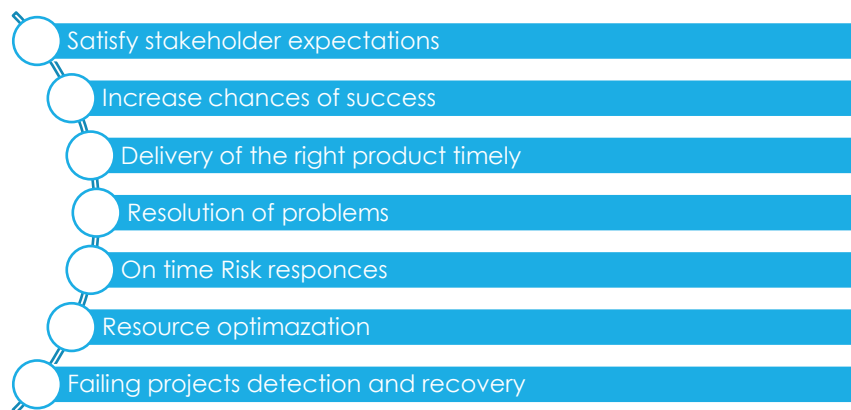 Satisfy stakeholder expectations
Increase chances of success
Delivery of the right product timely
Resolution of problems
On time Risk responces
Resource optimazation
Failing projects detection and recovery